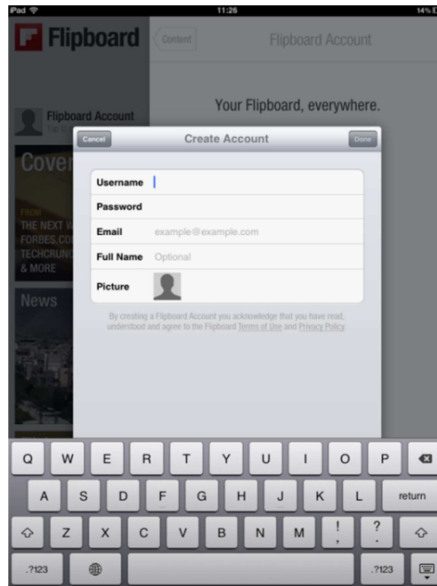 iPad 11:26 14%
Flipboard Content Flipboard Account
Your Flipboard, everywhere.
Flipboard Account
Cancel Create Account Done
Cover
Username
Password
Email example@example.com
Full Name Optional
Picture
FROM
THE NEXT W
FORBES.CO
TECHCRUNC
& MORE
News
By creating a Flipboard Account you acknowledge that you have read,
understood and agree to the Flipboard Terms of Use and Privacy Policy
Q W E R T Y U I O P
A S D F G H J K L return
Z X C V B N M ! , ? .
.?123 .?123